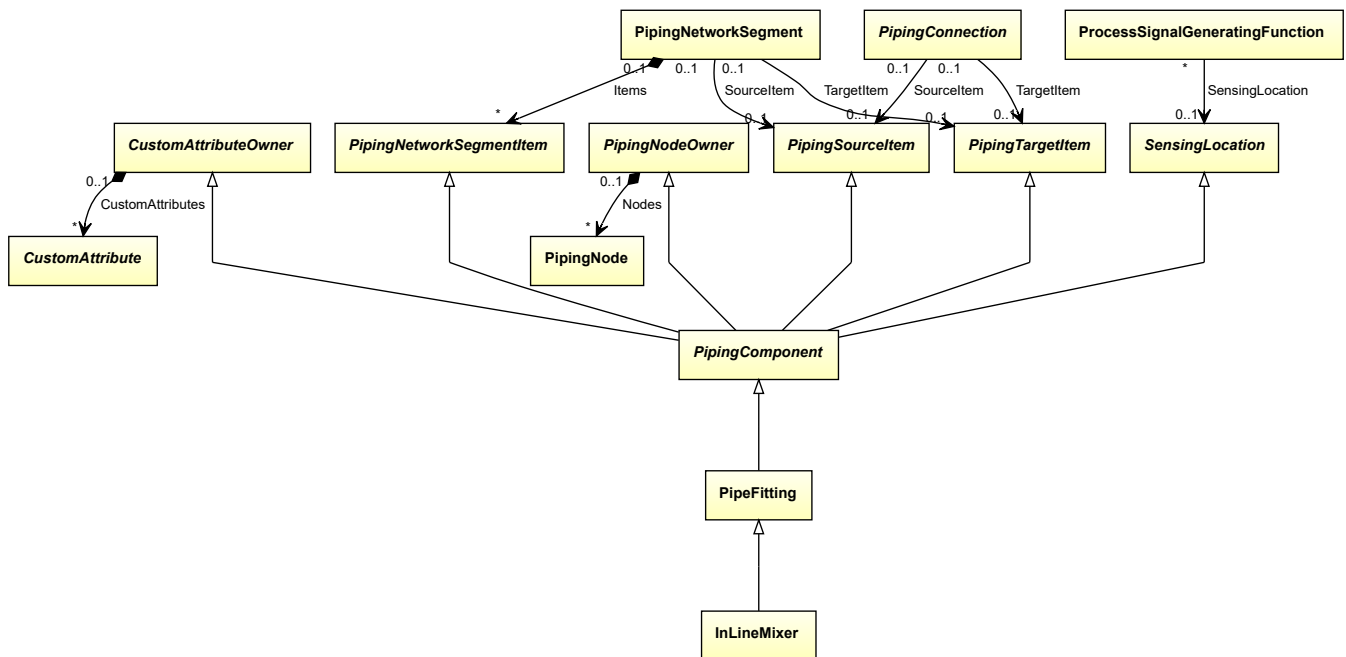 PipingNetworkSegment
PipingConnection
ProcessSignalGeneratingFunction
0..1
0..1
0..1
0..1
0..1
*
Items
SourceItem
TargetItem
SourceItem
TargetItem
SensingLocation
*
0..1
0..1
0..1
0..1
0..1
CustomAttributeOwner
PipingNetworkSegmentItem
PipingNodeOwner
PipingSourceItem
PipingTargetItem
SensingLocation
0..1
0..1
CustomAttributes
Nodes
*
*
CustomAttribute
PipingNode
PipingComponent
PipeFitting
InLineMixer